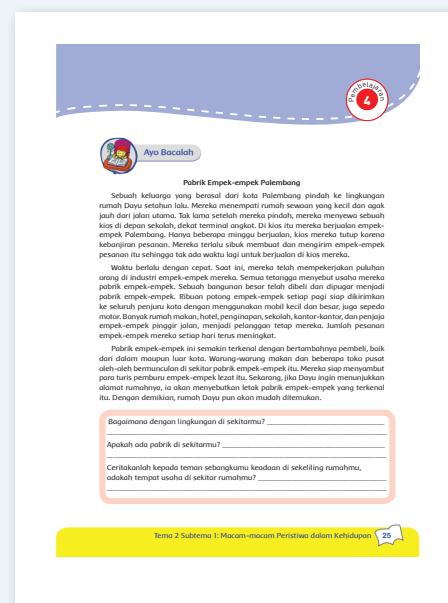 Pembelajaran
4
Ayo Bacalah
Pabrik Empek-empek Palembang
Sebuah keluarga yang berasal dari kota Palembang pindah ke lingkungan
rumah Dayu setahun lalu. Mereka menempati rumah sewaan yang kecil dan agak
jauh dari jalan utama. Tak lama setelah mereka pindah, mereka menyewa sebuah
kios di depan sekolah, dekat terminal angkot. Di kios itu mereka berjualan empek-
empek Palembang. Hanya beberapa minggu berjualan, kios mereka tutup karena
kebanjiran pesanan. Mereka terlalu sibuk membuat dan mengirim empek-empek
pesanan itu sehingga tak ada waktu lagi untuk berjualan di kios mereka.
Waktu berlalu dengan cepat. Saat ini, mereka telah mempekerjakan puluhan
orang di industri empek-empek mereka. Semua tetangga menyebut usaha mereka
pabrik empek-empek. Sebuah bangunan besar telah dibeli dan dipugar menjadi
pabrik empek-empek. Ribuan potong empek-empek setiap pagi siap dikirimkan
ke seluruh penjuru kota dengan menggunakan mobil kecil dan besar, juga sepeda
motor. Banyak rumah makan, hotel, penginapan, sekolah, kantor-kantor, dan penjaja
empek-empek pinggir jalan, menjadi pelanggan tetap mereka. Jumlah pesanan
empek-empek mereka setiap hari terus meningkat.
Pabrik empek-empek ini semakin terkenal dengan bertambahnya pembeli, baik
dari dalam maupun luar kota. Warung-warung makan dan beberapa toko pusat
oleh-oleh bermunculan di sekitar pabrik empek-empek itu. Mereka siap menyambut
para turis pemburu empek-empek lezat itu. Sekarang, jika Dayu ingin menunjukkan
alamat rumahnya, ia akan menyebutkan letak pabrik empek-empek yang terkenal
itu. Dengan demikian, rumah Dayu pun akan mudah ditemukan.
Bagaimana dengan lingkungan di sekitarmu?
Apakah ada pabrik di sekitarmu?
Ceritakanlah kepada teman sebangkumu keadaan di sekeliling rumahmu,
adakah tempat usaha di sekitar rumahmu?
Tema 2 Subtema 1: Macam-macam Peristiwa dalam Kehidupan
25